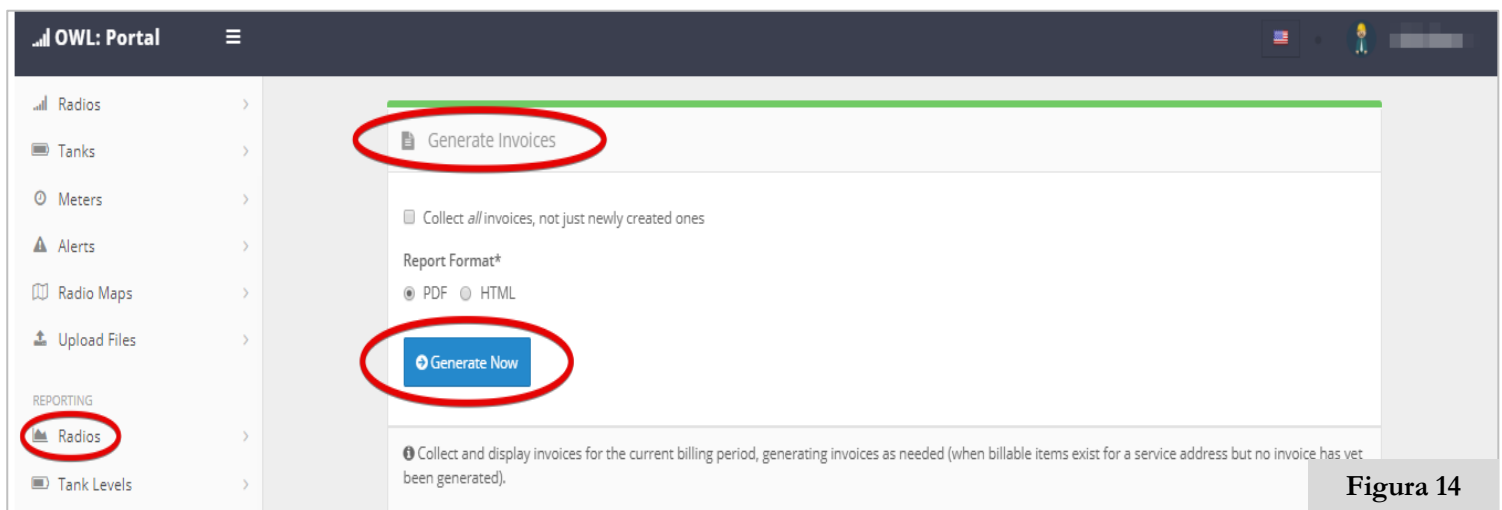 OWL: Portal
Radios
Tanks
Meters
Alerts
Radio Maps
Upload Files
REPORTING
Radios
Tank Levels
Generate Invoices
Collect all invoices, not just newly created ones
Report Format*
PDF HTML
Generate Now
Collect and display invoices for the current billing period, generating invoices as needed (when billable items exist for a service address but no invoice has yet
been generated).
Figura 14